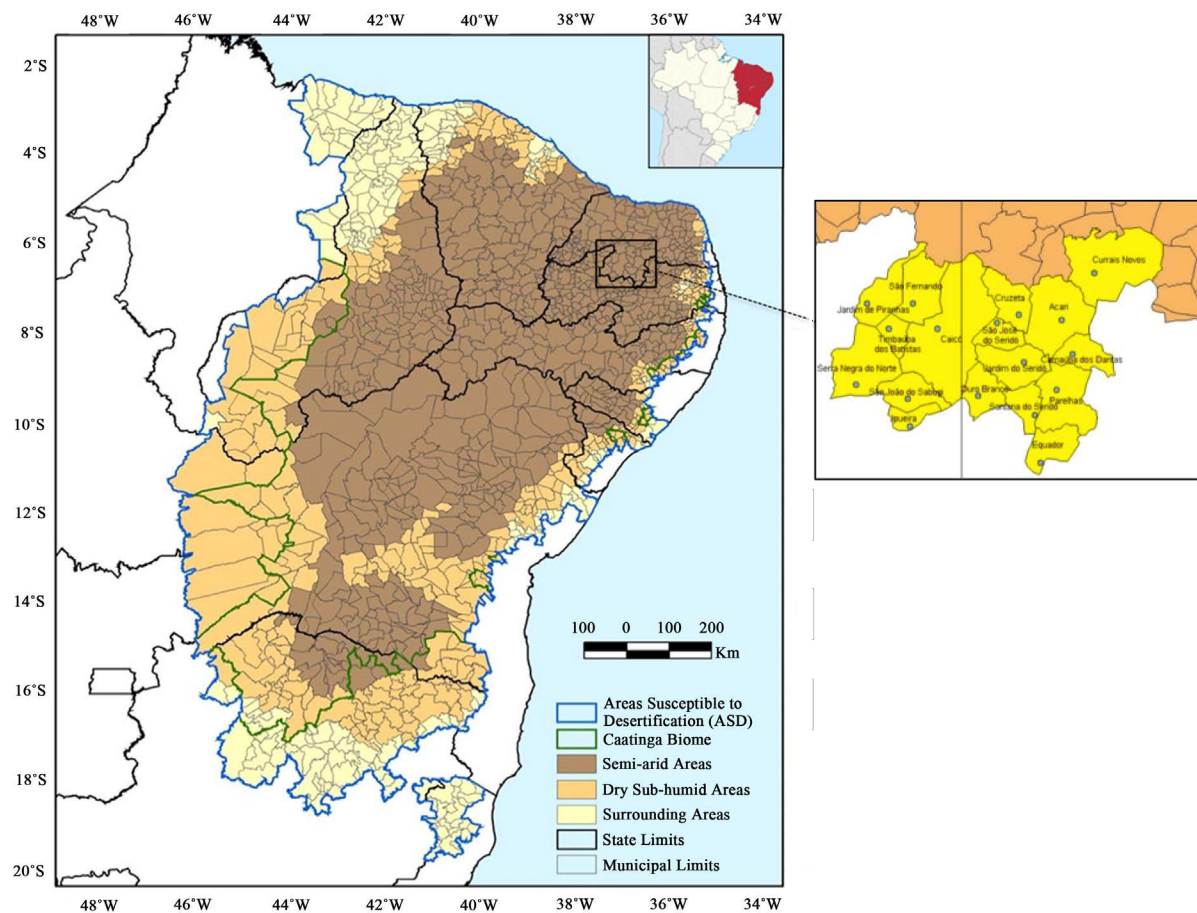 48°W 46°W 44°W 42°W 40°W 38°W 36°W 34°W
2°S
4°S
6°S
8°S
10°S
12°S
14°S
16°S
18°S
20°S
100 0 100 200
Km
Areas Susceptible to
Desertification (ASD)
Caatinga Biome
Semi-arid Areas
Dry Sub-humid Areas
Surrounding Areas
State Limits
Municipal Limits
48°W 46°W 44°W 42°W 40°W 38°W 36°W 34°W
Currais Novos
São Fernando
Cruzeta
Acari
Jardim de Piranhas
São José
do Seridó
Timbaúba
dos Batistas
Caicó
Carnaúba dos Dantas
Serra Negra do Norte
Jardim do Seridó
São João do Sabugi
Ouro Branco
Parelhas
Santana do Seridó
Ipueira
Equador